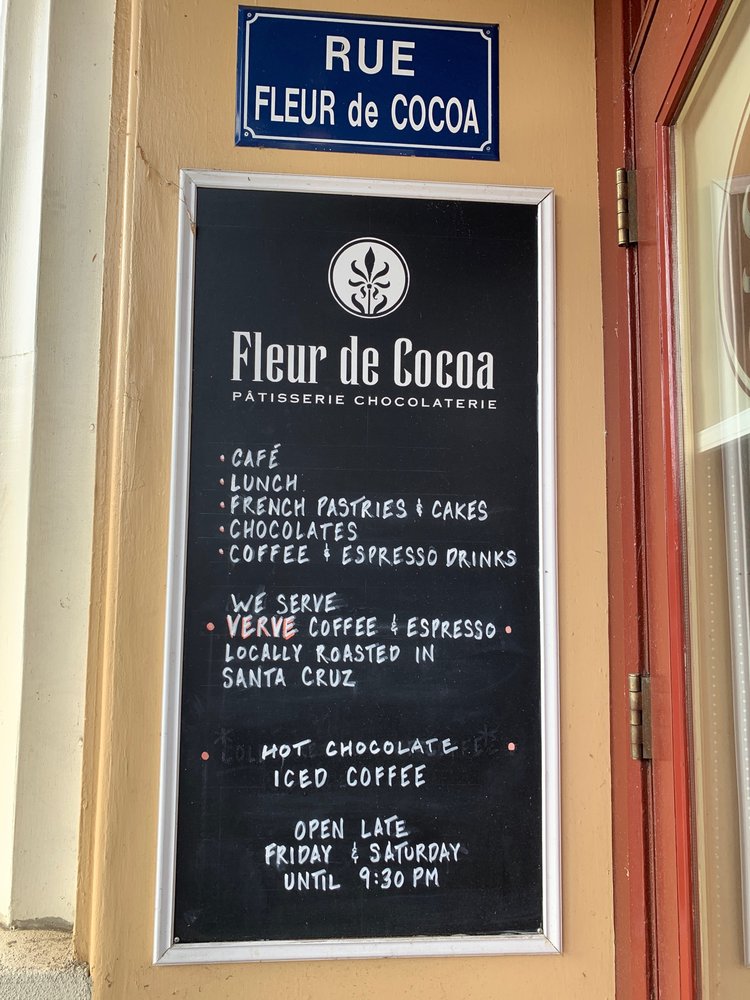 RUE
FLEUR de COCOA
Fleur de Cocoa
PÂTISSERIE CHOCOLATERIE
• CAFÉ
• LUNCH
• FRENCH PASTRIES & CAKES
• CHOCOLATES
• COFFEE & ESPRESSO DRINKS
WE SERVE
• VERVE COFFEE & ESPRESSO •
LOCALLY ROASTED IN
SANTA CRUZ
• HOT CHOCOLATE •
ICED COFFEE
OPEN LATE
FRIDAY & SATURDAY
UNTIL 9:30 PM